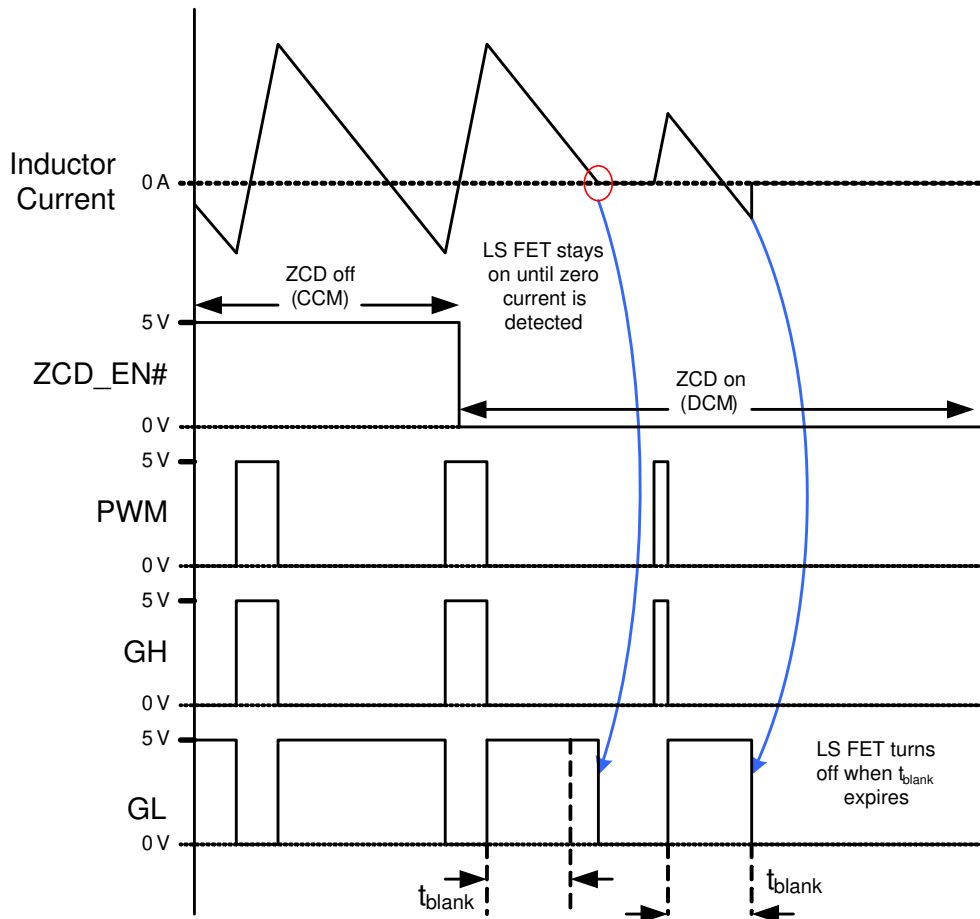 Inductor
Current
0 A
LS FET stays
on until zero
current is
detected
ZCD off
(CCM)
5 V
ZCD_EN#
0 V
ZCD on
(DCM)
5 V
PWM
0 V
5 V
GH
0 V
5 V
GL
0 V
LS FET turns
off when tblank
expires
tblank
tblank